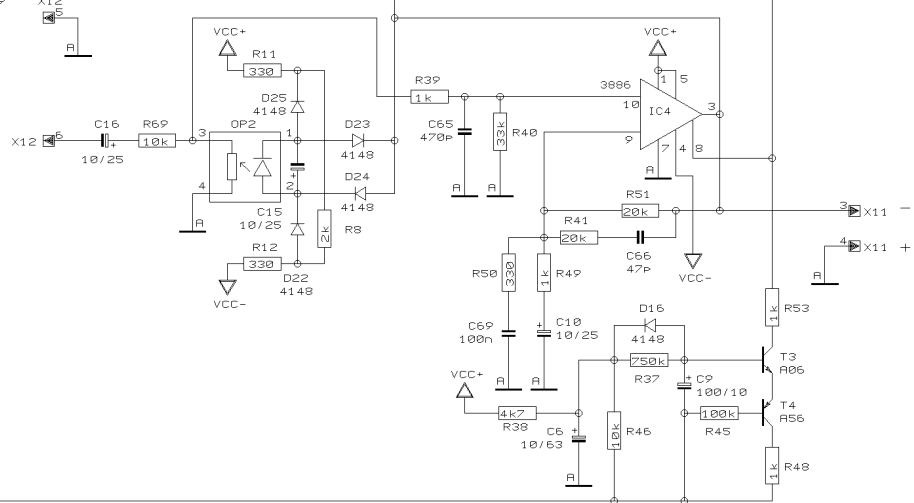 X12
5
A
VCC+
R11
330
D25
4148
C16
+
10/25
R69
10k
X12
6
OP2
3
4
1
2
A
C15
10/25
+
D23
4148
D24
4148
R8
2k
R12
330
D22
4148
VCC-
R39
1k
C65
470p
A
33k
R40
A
VCC+
3886
10
9
IC4
1
5
3
7
4
8
A
R51
20k
R41
20k
C66
47p
VCC-
3
X11
-
4
X11
+
A
R50
330
1k
R49
C69
100n
A
+
C10
10/25
A
D16
4148
750k
R37
+
C9
100/10
VCC+
4k7
R38
+
C6
10/63
A
10k
R46
100k
R45
1k
R53
T3
A06
T4
A56
1k
R48